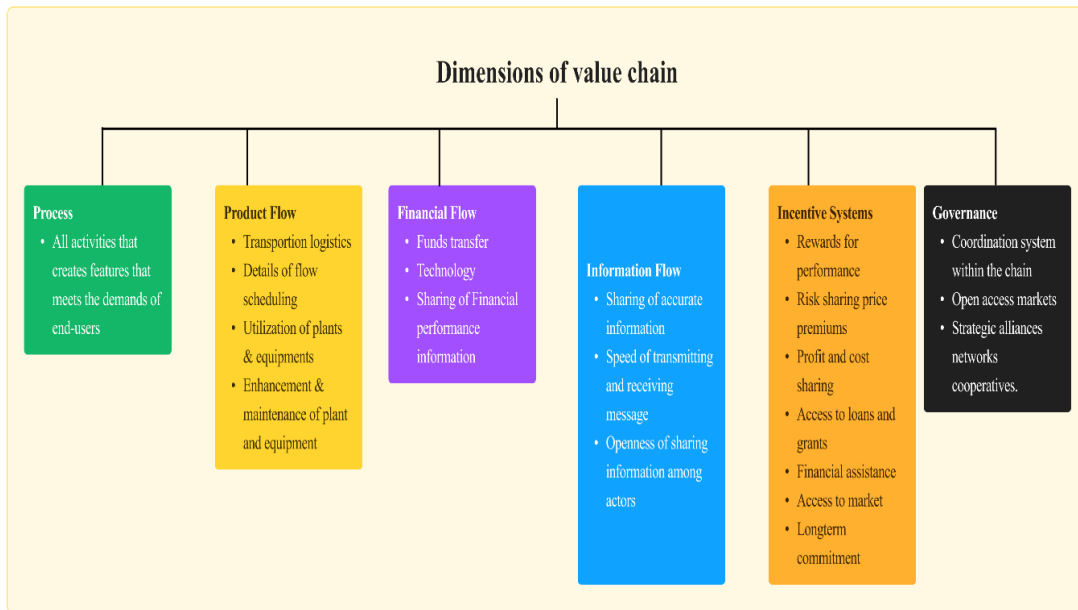 Dimensions of value chain
Process
• All activities that
creates features that
meets the demands of
end-users
Product Flow
• Transportion logistics
• Details of flow
scheduling
• Utilization of plants
& equipments
• Enhancement &
maintenance of plant
and equipment
Financial Flow
• Funds transfer
• Technology
• Sharing of Financial
performance
information
Information Flow
• Sharing of accurate
information
• Speed of transmitting
and receiving
message
• Openness of sharing
information among
actors
Incentive Systems
• Rewards for
performance
• Risk sharing price
premiums
• Profit and cost
sharing
• Access to loans and
grants
• Financial assistance
• Access to market
• Longterm
commitment
Governance
• Coordination system
within the chain
• Open access markets
• Strategic alliances
networks
cooperatives.